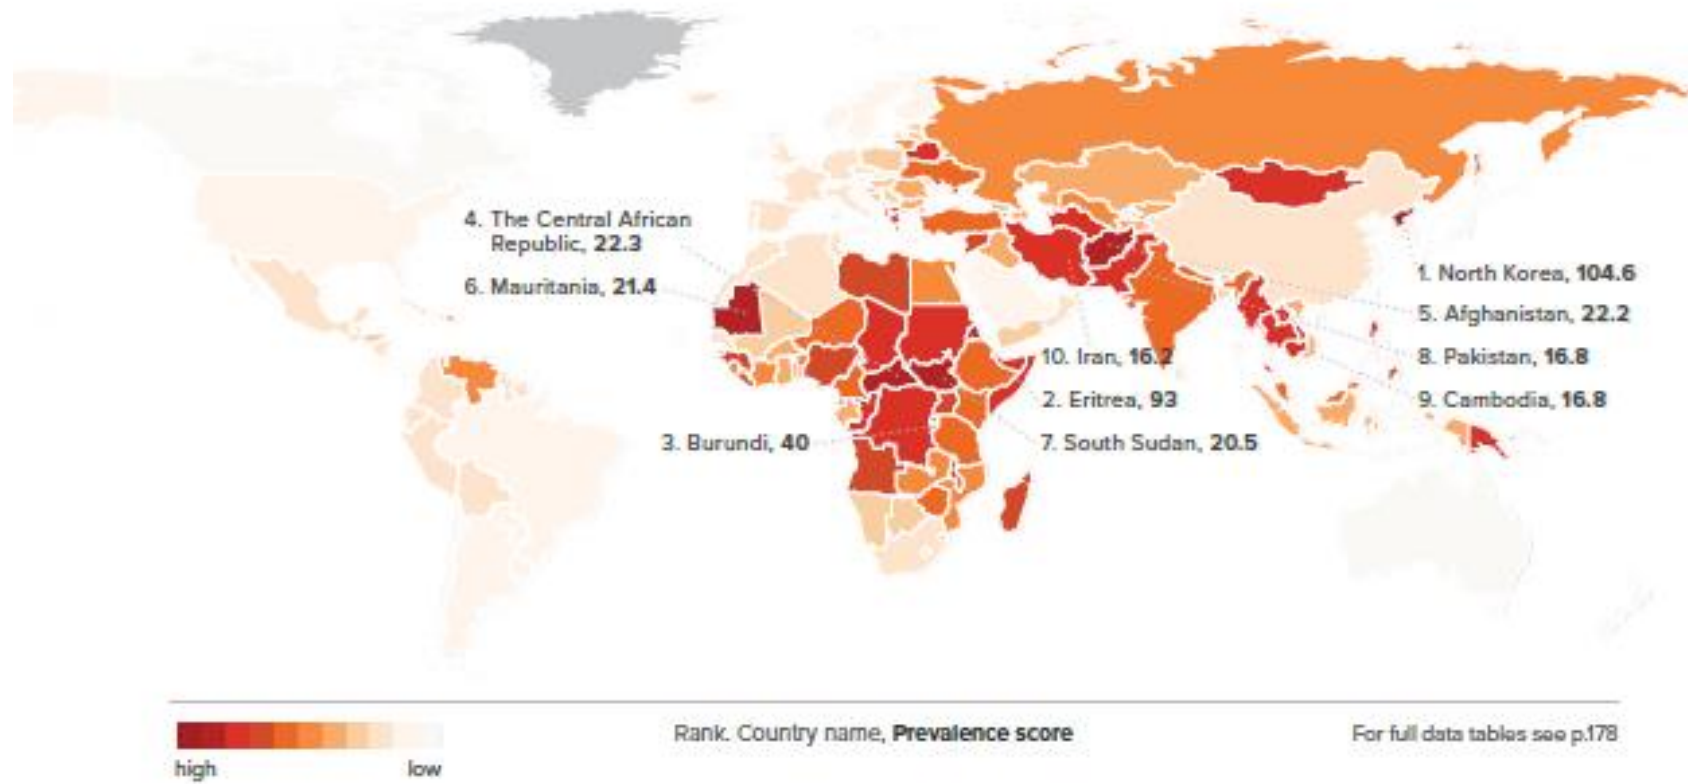 4. The Central African
Republic, 22.3
6. Mauritania, 21.4
3. Burundi, 40
10. Iran, 16.2
2. Eritrea, 93
7. South Sudan, 20.5
1. North Korea, 104.6
5. Afghanistan, 22.2
8. Pakistan, 16.8
9. Cambodia, 16.8
high
low
Rank. Country name, Prevalence score
For full data tables see p.178